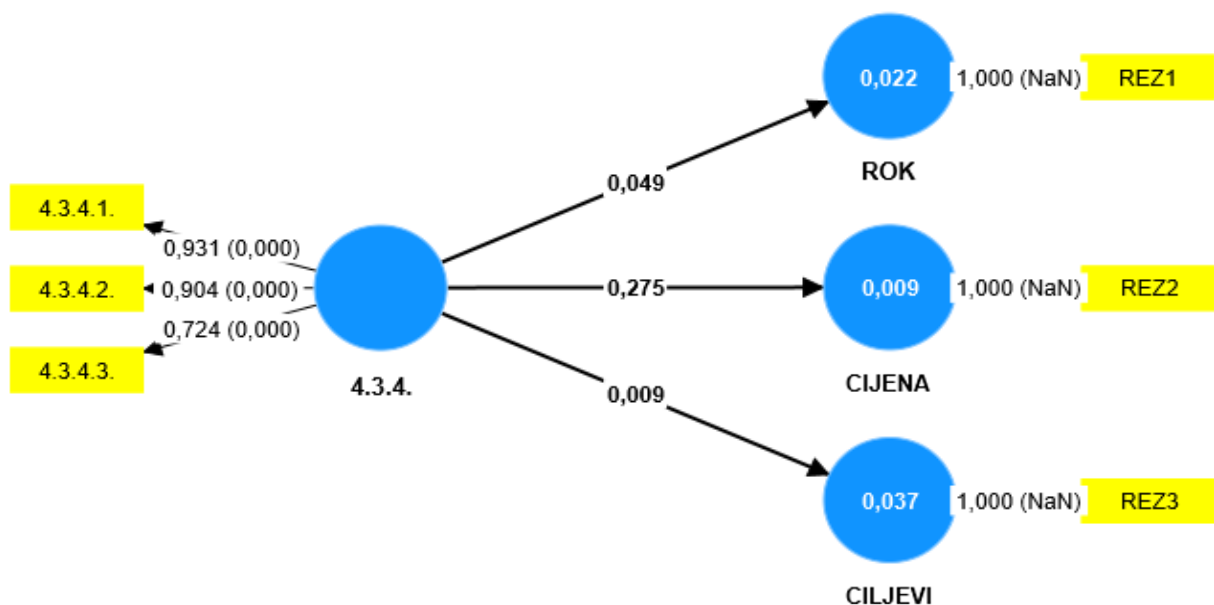 0,022
1,000 (NaN)
REZ1
ROK
0,049
4.3.4.1.
0,931 (0,000)
4.3.4.2.
0,904 (0,000)
0,724 (0,000)
4.3.4.3.
4.3.4.
0,275
0,009
1,000 (NaN)
REZ2
CIJENA
0,009
0,037
1,000 (NaN)
REZ3
CILJEVI